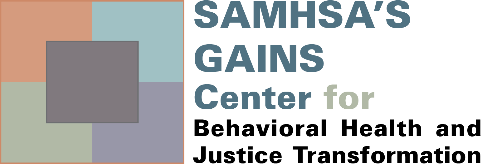 SAMHSA'S
GAINS
Center for
Behavioral Health and
Justice Transformation